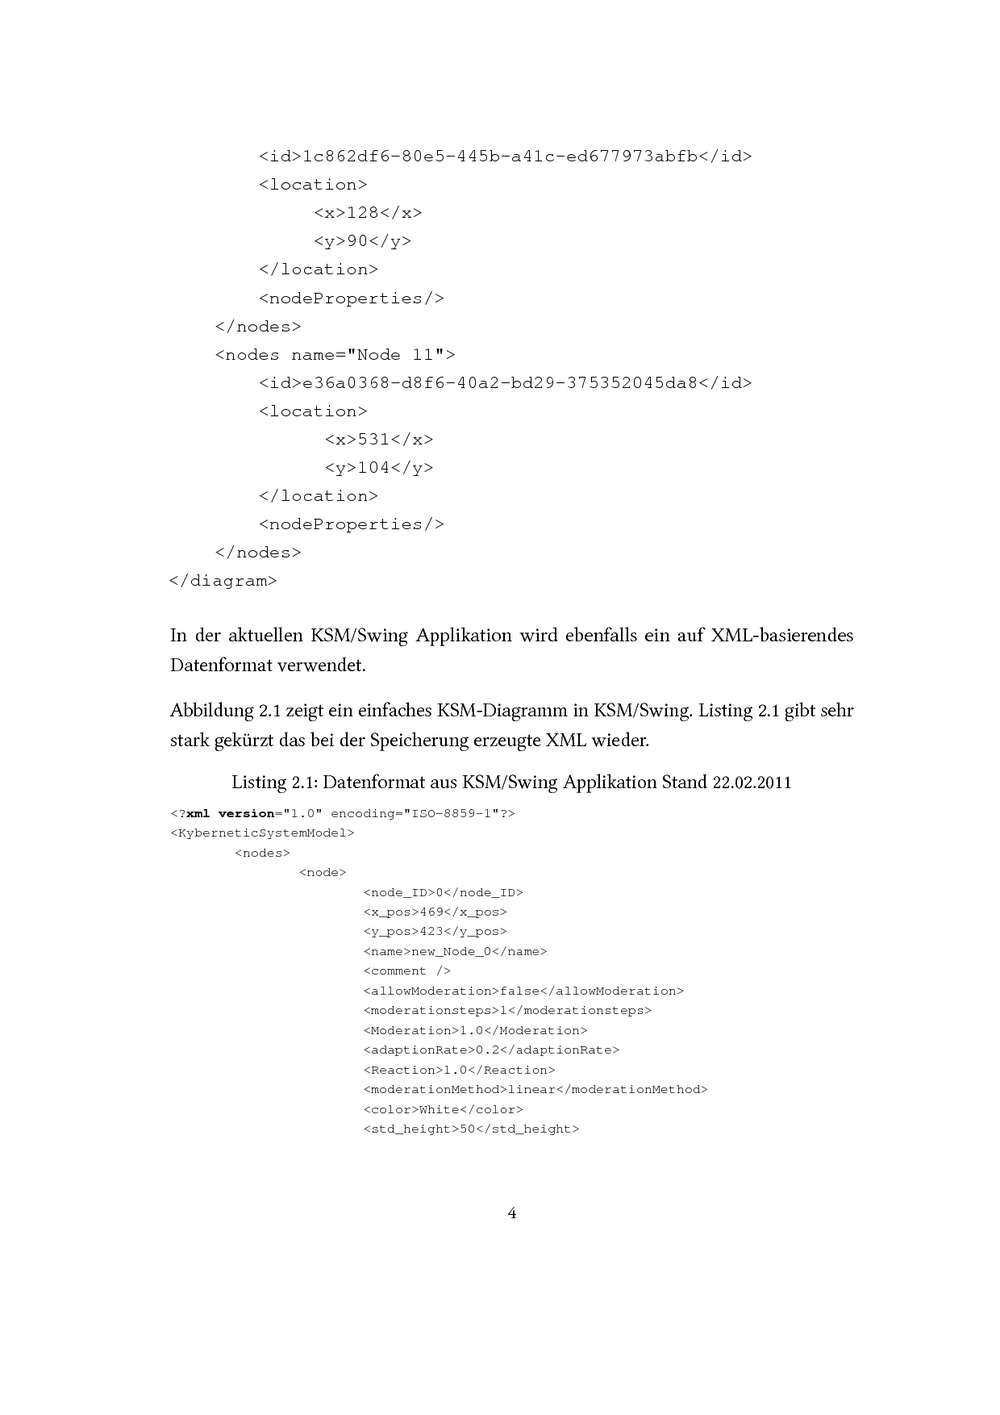 <id>1c862df6-80e5-445b-a41c-ed677973abfb</id>
<location>
<x>128</x>
<y>90</y>
</location>
<nodeProperties/>
</nodes>
<nodes name="Node 11">
<id>e36a0368-d8f6-40a2-bd29-375352045da8</id>
<location>
<x>531</x>
<y>104</y>
</location>
<nodeProperties/>
</nodes>
</diagram>
In der aktuellen KSM/Swing Applikation wird ebenfalls ein auf XML-basierendes
Datenformat verwendet.
Abbildung 2.1 zeigt ein einfaches KSM-Diagramm in KSM/Swing. Listing 2.1 gibt sehr
stark gekürzt das bei der Speicherung erzeugte XML wieder.
Listing 2.1: Datenformat aus KSM/Swing Applikation Stand 22.02.2011
<?xml version="1.0" encoding="ISO-8859-1"?>
<KyberneticSystemModel>
<nodes>
<node>
<node_ID>0</node_ID>
<x_pos>469</x_pos>
<y_pos>423</y_pos>
<name>new_Node_0</name>
<comment />
<allowModeration>false</allowModeration>
<moderationsteps>1</moderationsteps>
<Moderation>1.0</Moderation>
<adaptionRate>0.2</adaptionRate>
<Reaction>1.0</Reaction>
<moderationMethod>linear</moderationMethod>
<color>White</color>
<std_height>50</std_height>
4